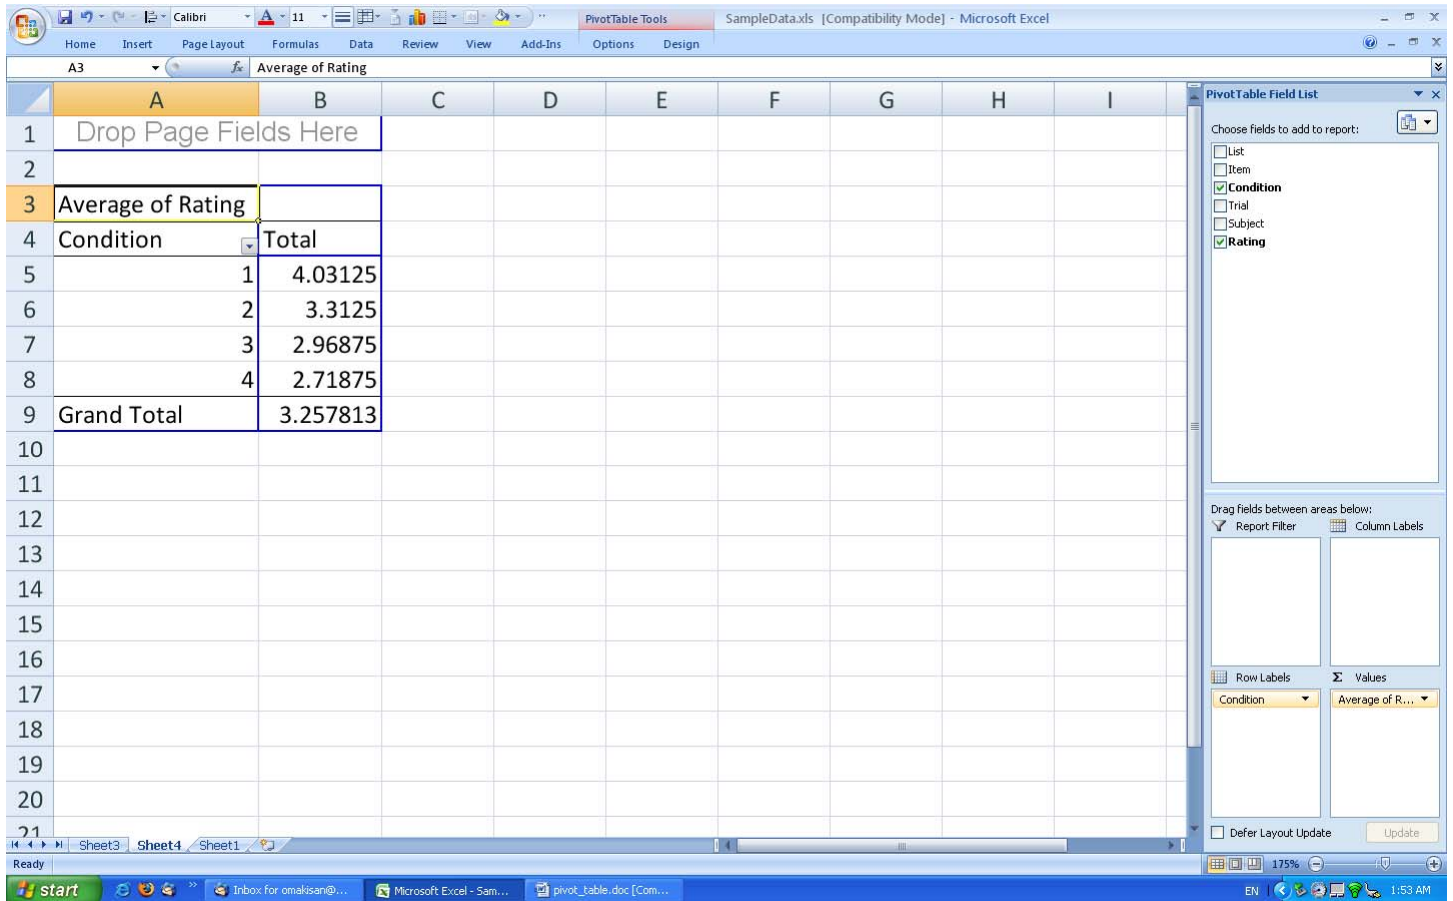 Calibri 11 PivotTable Tools SampleData.xls [Compatibility Mode] - Microsoft Excel
Home Insert Page Layout Formulas Data Review View Add-Ins Options Design
A3 fx Average of Rating
A B C D E F G H I
1 Drop Page Fields Here
2
3 Average of Rating
4 Condition Total
5 1 4.03125
6 2 3.3125
7 3 2.96875
8 4 2.71875
9 Grand Total 3.257813
10
11
12
13
14
15
16
17
18
19
20
21
PivotTable Field List
Choose fields to add to report:
List
Item
Condition
Trial
Subject
Rating
Drag fields between areas below:
Report Filter Column Labels
Row Labels Σ Values
Condition Average of R...
Defer Layout Update Update
Sheet3 Sheet4 Sheet1
Ready 175%
start Inbox for omakisan@... Microsoft Excel - Sam... pivot_table.doc [Com... EN 1:53 AM